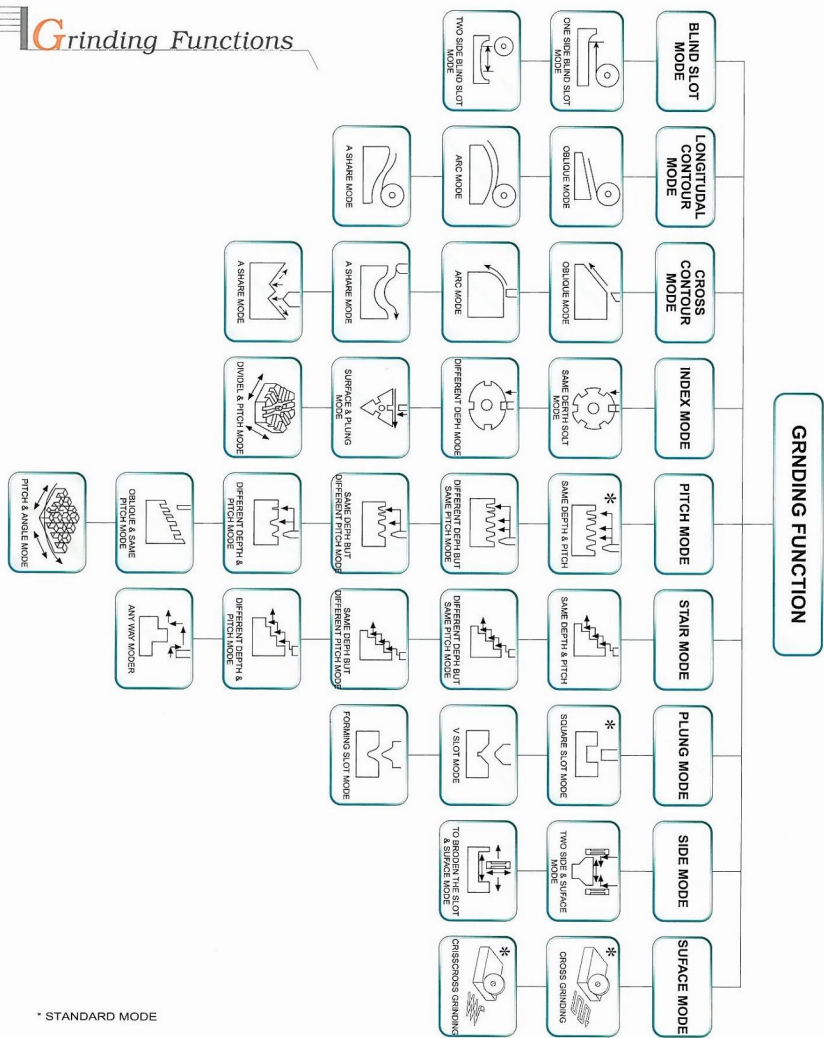 Grinding Functions
GRNDING FUNCTION
BLIND SLOT
MODE
ONE SIDE BLIND SLOT
MODE
TWO SIDE BLIND SLOT
MODE
LONGITUDAL
CONTOUR
MODE
OBLIQUE MODE
ARC MODE
A SHARE MODE
CROSS
CONTOUR
MODE
OBLIQUE MODE
ARC MODE
A SHARE MODE
A SHARE MODE
INDEX MODE
SAME DERTH SOLT
MODE
DIFFERENT DEPH MODE
SURFACE & PLUNG
MODE
DIVIDEL & PITCH MODE
PITCH MODE
*
SAME DEPTH & PITCH
DIFFERENT DEPH BUT
SAME PITCH MODE
SAME DEPH BUT
DIFFERENT PITCH MODE
DIFFERENT DEPTH &
PITCH MODE
OBLIQUE & SAME
PITCH MODE
PITCH & ANGLE MODE
STAIR MODE
SAME DEPTH & PITCH
DIFFERENT DEPH BUT
SAME PITCH MODE
SAME DEPH BUT
DIFFERENT PITCH MODE
DIFFERENT DEPTH &
PITCH MODE
ANY WAY MODER
PLUNG MODE
*
SQUARE SLOT MODE
V SLOT MODE
FORMING SLOT MODE
SIDE MODE
TWO SIDE & SUFACE
MODE
TO BRODEN THE SLOT
& SUFACE MODE
SUFACE MODE
*
CROSS GRINDING
*
CRISSCROSS GRINDING
* STANDARD MODE